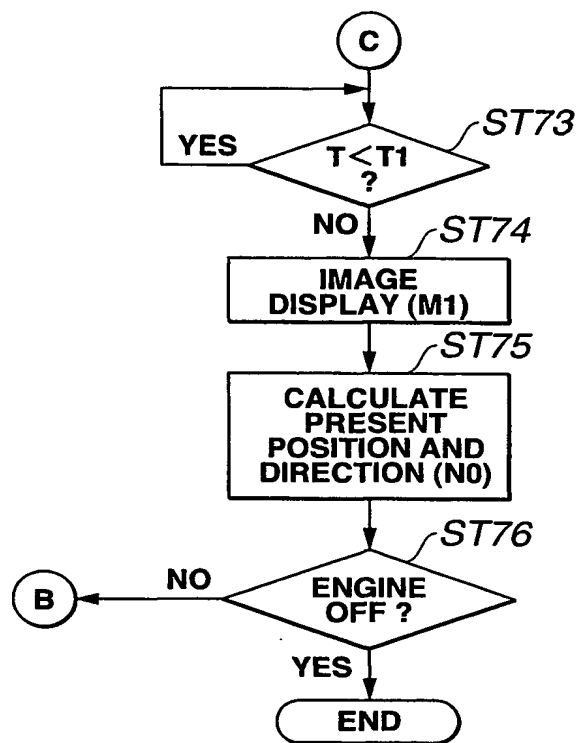 C
ST73
YES
T<T1
?
NO
ST74
IMAGE
DISPLAY (M1)
ST75
CALCULATE
PRESENT
POSITION AND
DIRECTION (N0)
ST76
NO
B
ENGINE
OFF ?
YES
END